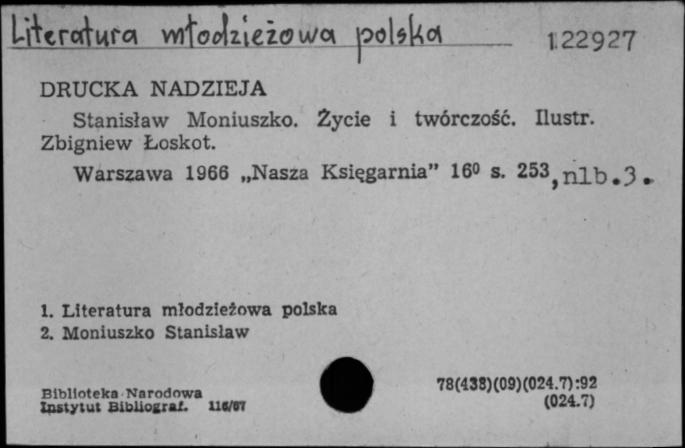 Literatura młodzieżowa polska 122927
DRUCKA NADZIEJA
Stanisław Moniuszko. Życie i twórczość. Ilustr.
Zbigniew Łoskot.
Warszawa 1966 „Nasza Księgarnia” 16⁰ s. 253, nlb.3.
1. Literatura młodzieżowa polska
2. Moniuszko Stanisław
Biblioteka Narodowa
Instytut Bibliograf. 116/67
78(438)(09)(024.7):92
(024.7)